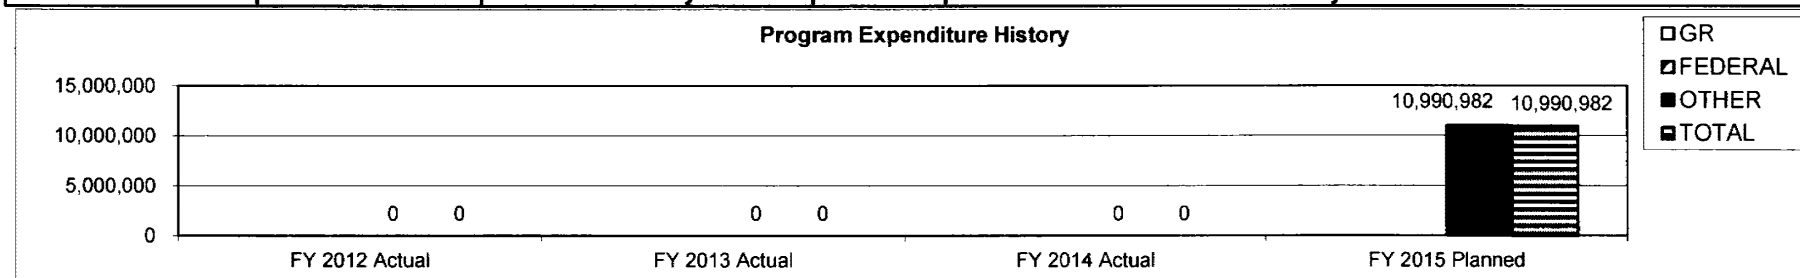 Program Expenditure History
GR
FEDERAL
OTHER
TOTAL
15,000,000
10,990,982 10,990,982
10,000,000
5,000,000
0 0 0 0 0 0
0
FY 2012 Actual FY 2013 Actual FY 2014 Actual FY 2015 Planned